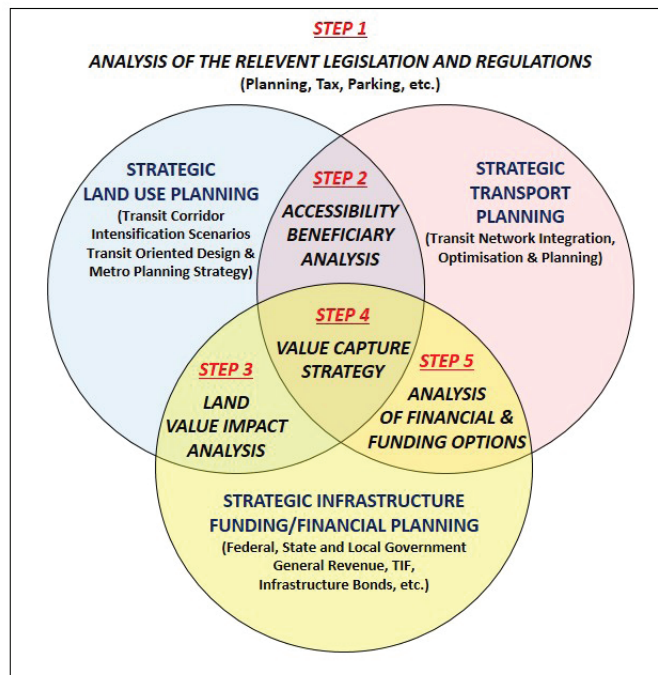 STEP 1
ANALYSIS OF THE RELEVENT LEGISLATION AND REGULATIONS
(Planning, Tax, Parking, etc.)
STRATEGIC
LAND USE PLANNING
(Transit Corridor
Intensification Scenarios
Transit Oriented Design &
Metro Planning Strategy)
STEP 2
ACCESSIBILITY
BENEFICIARY
ANALYSIS
STRATEGIC
TRANSPORT
PLANNING
(Transit Network Integration,
Optimisation & Planning)
STEP 4
VALUE CAPTURE
STRATEGY
STEP 3
LAND
VALUE IMPACT
ANALYSIS
STEP 5
ANALYSIS
OF FINANCIAL &
FUNDING OPTIONS
STRATEGIC INFRASTRUCTURE
FUNDING/FINANCIAL PLANNING
(Federal, State and Local Government
General Revenue, TIF,
Infrastructure Bonds, etc.)